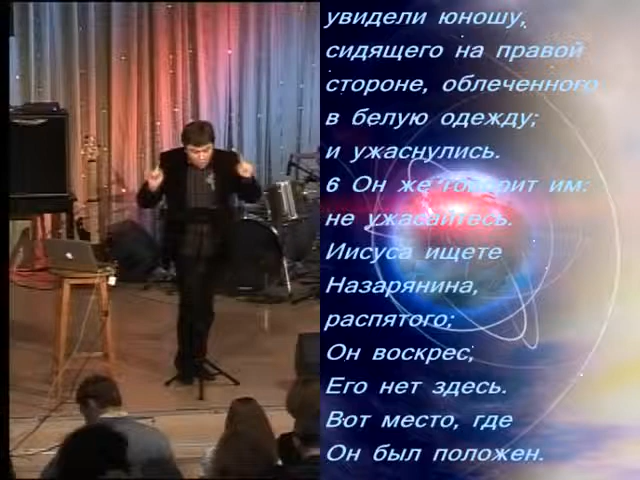 увидели юношу,
сидящего на правой
стороне, облеченного
в белую одежду;
и ужаснулись.
6 Он же говорит им:
не ужасайтесь.
Иисуса ищете
Назарянина,
распятого;
Он воскрес,
Его нет здесь.
Вот место, где
Он был положен.